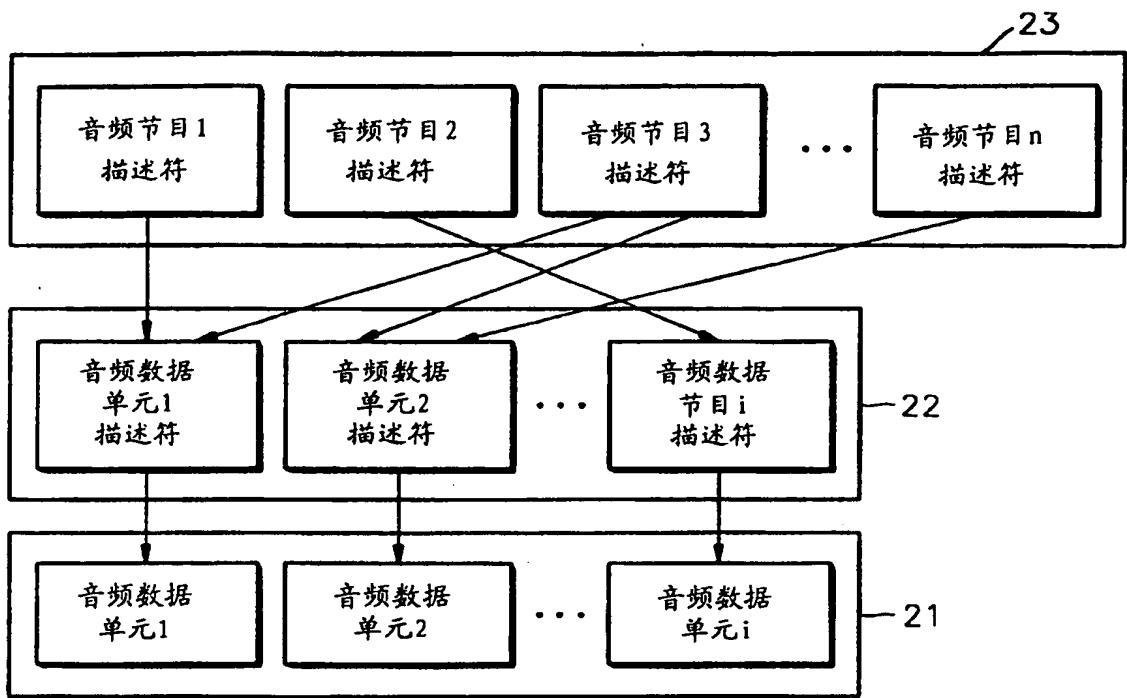 23
音频节目1
描述符
音频节目2
描述符
音频节目3
描述符
...
音频节目n
描述符
音频数据
单元1
描述符
音频数据
单元2
描述符
...
音频数据
节目i
描述符
22
音频数据
单元1
音频数据
单元2
...
音频数据
单元i
21